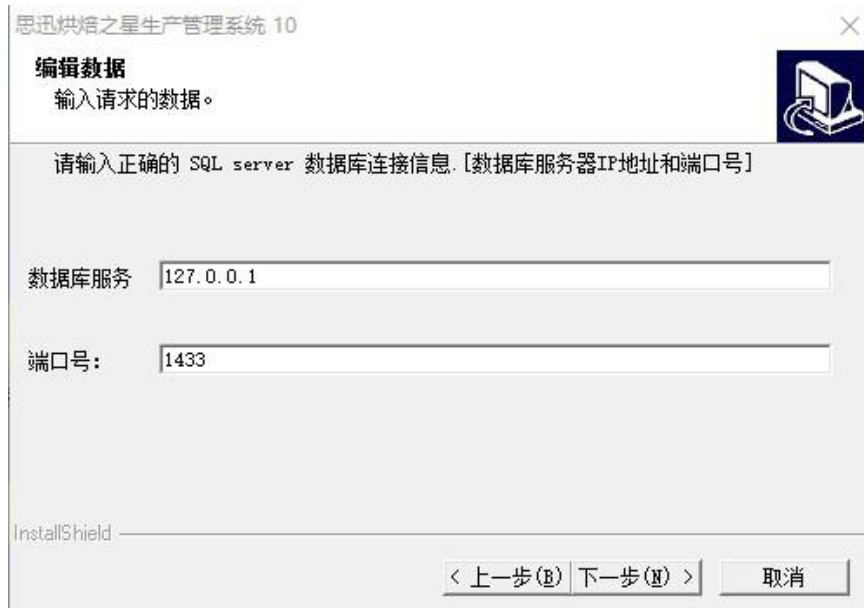 思迅烘焙之星生产管理系统 10
编辑数据
输入请求的数据。
请输入正确的 SQL server 数据库连接信息.[数据库服务器IP地址和端口号]
数据库服务 127.0.0.1
端口号: 1433
InstallShield
< 上一步(B) 下一步(N) > 取消